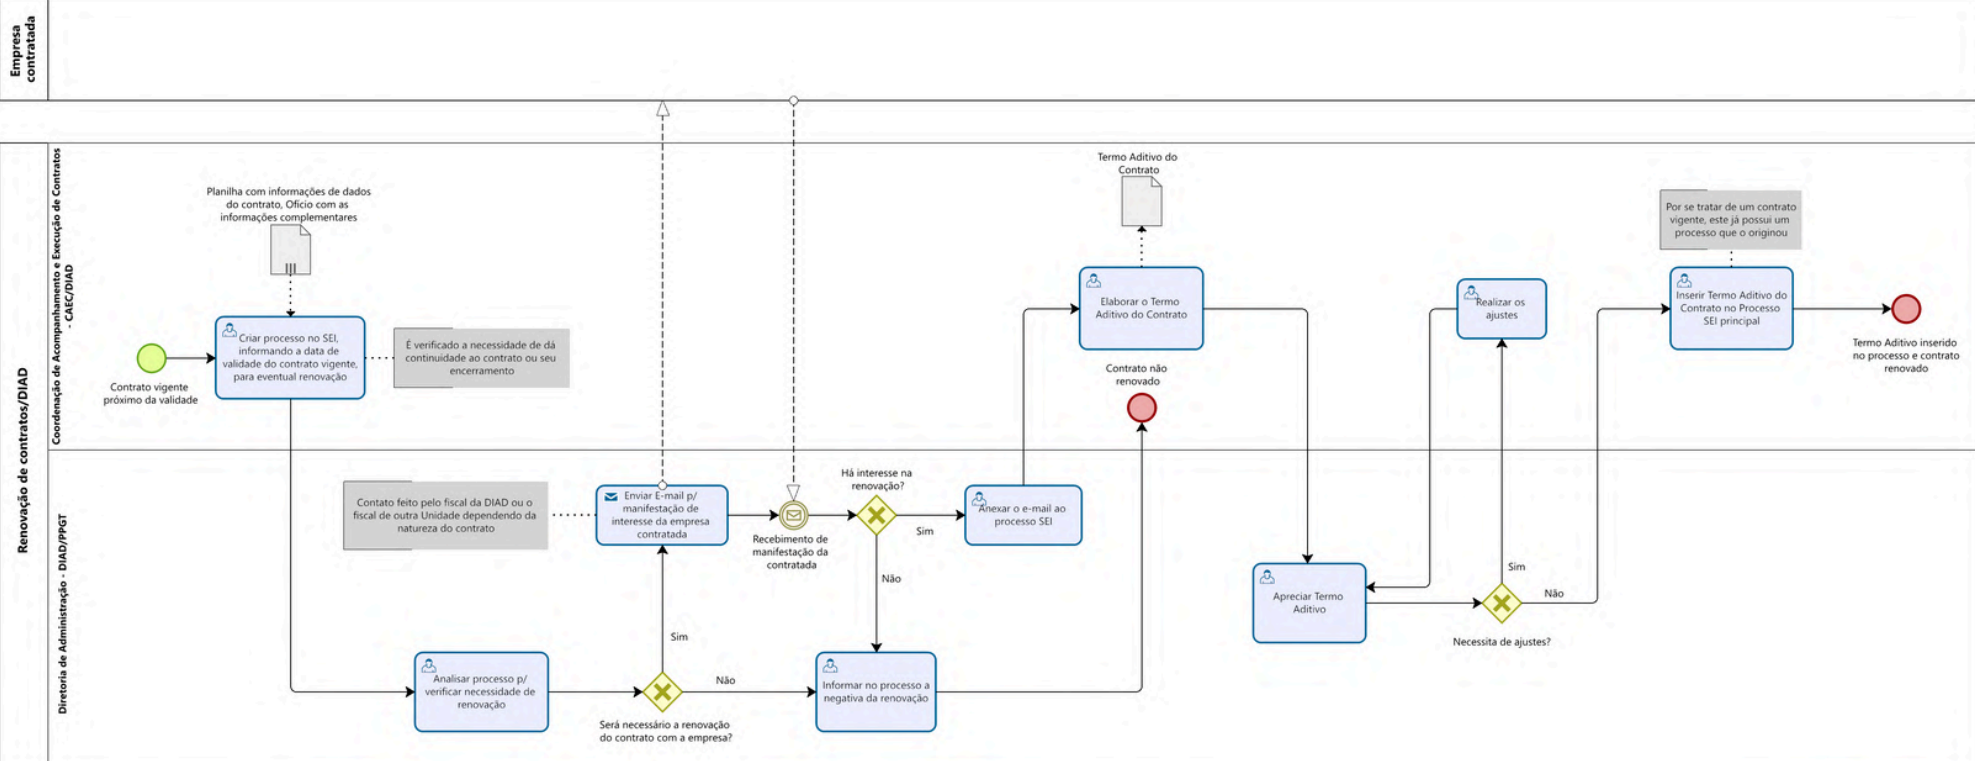 Empresa
contratada
Renovação de contratos/DIAD
Coordenação de Acompanhamento e Execução de Contratos
- CAEC/DIAD
Planilha com informações de dados
do contrato, Ofício com as
informações complementares
Contrato vigente
próximo da validade
Criar processo no SEI,
informando a data de
validade do contrato vigente,
para eventual renovação
É verificado a necessidade de dá
continuidade ao contrato ou seu
encerramento
Termo Aditivo do
Contrato
Elaborar o Termo
Aditivo do Contrato
Contrato não
renovado
Realizar os
ajustes
Por se tratar de um contrato
vigente, este já possui um
processo que o originou
Inserir Termo Aditivo do
Contrato no Processo
SEI principal
Termo Aditivo inserido
no processo e contrato
renovado
Diretoria de Administração - DIAD/PPGT
Contato feito pelo fiscal da DIAD ou o
fiscal de outra Unidade dependendo da
natureza do contrato
Enviar E-mail p/
manifestação de
interesse da empresa
contratada
Recebimento de
manifestação da
contratada
Há interesse na
renovação?
Sim
Não
Anexar o e-mail ao
processo SEI
Analisar processo p/
verificar necessidade de
renovação
Sim
Não
Será necessário a renovação
do contrato com a empresa?
Informar no processo a
negativa da renovação
Apreciar Termo
Aditivo
Sim
Não
Necessita de ajustes?